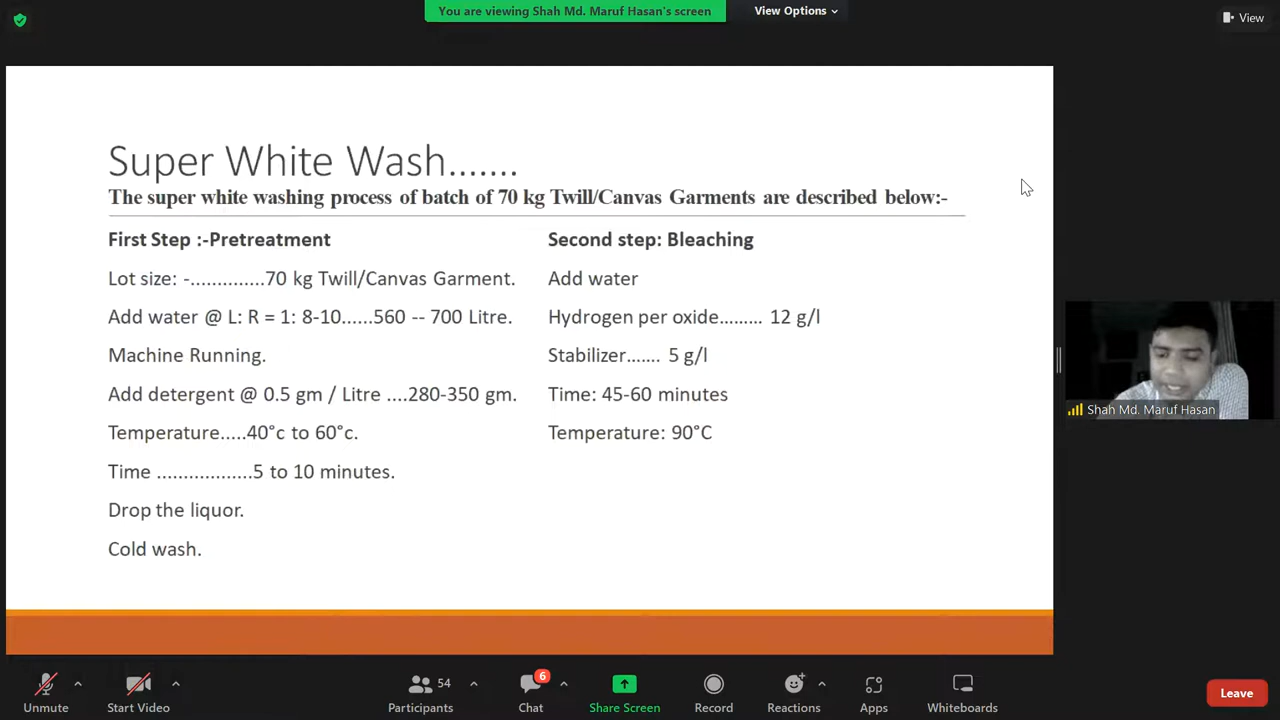 You are viewing Shah Md. Maruf Hasan's screen
View Options
View
Super White Wash.......
The super white washing process of batch of 70 kg Twill/Canvas Garments are described below:-
First Step :-Pretreatment
Lot size: -..............70 kg Twill/Canvas Garment.
Add water @ L: R = 1: 8-10......560 -- 700 Litre.
Machine Running.
Add detergent @ 0.5 gm / Litre ....280-350 gm.
Temperature.....40°c to 60°c.
Time ..................5 to 10 minutes.
Drop the liquor.
Cold wash.
Second step: Bleaching
Add water
Hydrogen per oxide......... 12 g/l
Stabilizer....... 5 g/l
Time: 45-60 minutes
Temperature: 90°C
Shah Md. Maruf Hasan
Unmute
Start Video
54
Participants
6
Chat
Share Screen
Record
Reactions
Apps
Whiteboards
Leave